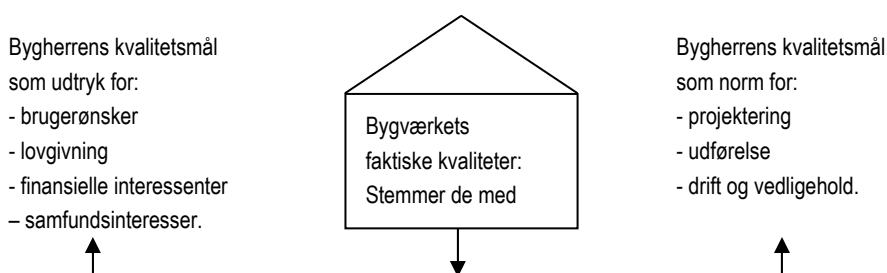 Bygherrens kvalitetsmål
som udtryk for:
- brugerønsker
- lovgivning
- finansielle interessenter
– samfundsinteresser.
Bygværkets
faktiske kvaliteter:
Stemmer de med
Bygherrens kvalitetsmål
som norm for:
- projektering
- udførelse
- drift og vedligehold.